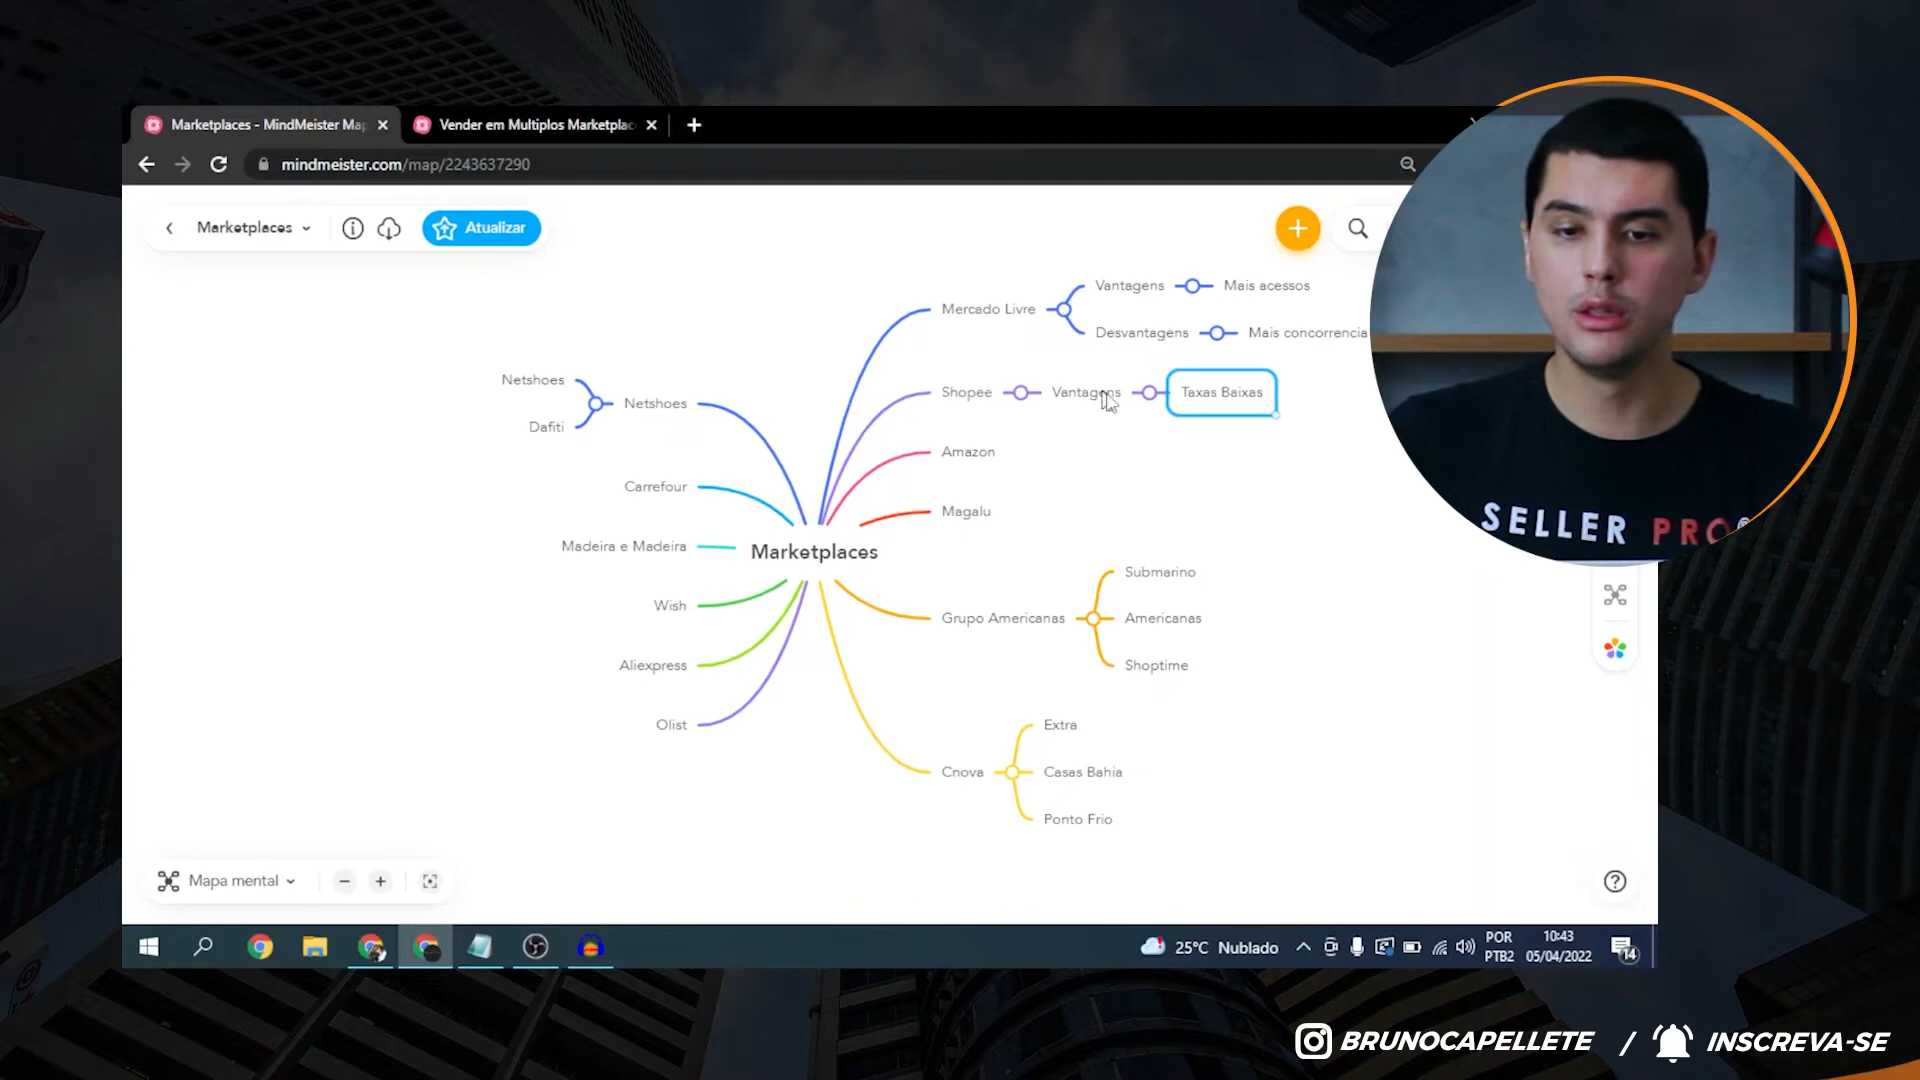 Marketplaces - MindMeister Map
Vender em Multiplos Marketplac
mindmeister.com/map/2243637290
Marketplaces
Atualizar
Mercado Livre
Vantagens
Mais acessos
Desvantagens
Mais concorrencia
Shopee
Vantagens
Taxas Baixas
Amazon
Magalu
Netshoes
Netshoes
Dafiti
Carrefour
Madeira e Madeira
Marketplaces
Wish
Aliexpress
Olist
Grupo Americanas
Submarino
Americanas
Shoptime
Cnova
Extra
Casas Bahia
Ponto Frio
SELLER PRO
Mapa mental
25°C Nublado
POR
PTB2
10:43
05/04/2022
14
BRUNOCAPELLETE / INSCREVA-SE